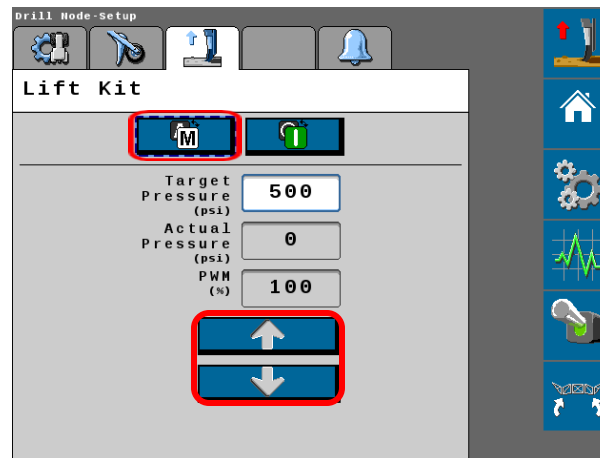 Drill Node-Setup
Lift Kit
M
I
Target
Pressure
(psi)
500
Actual
Pressure
(psi)
0
PWM
(%)
100